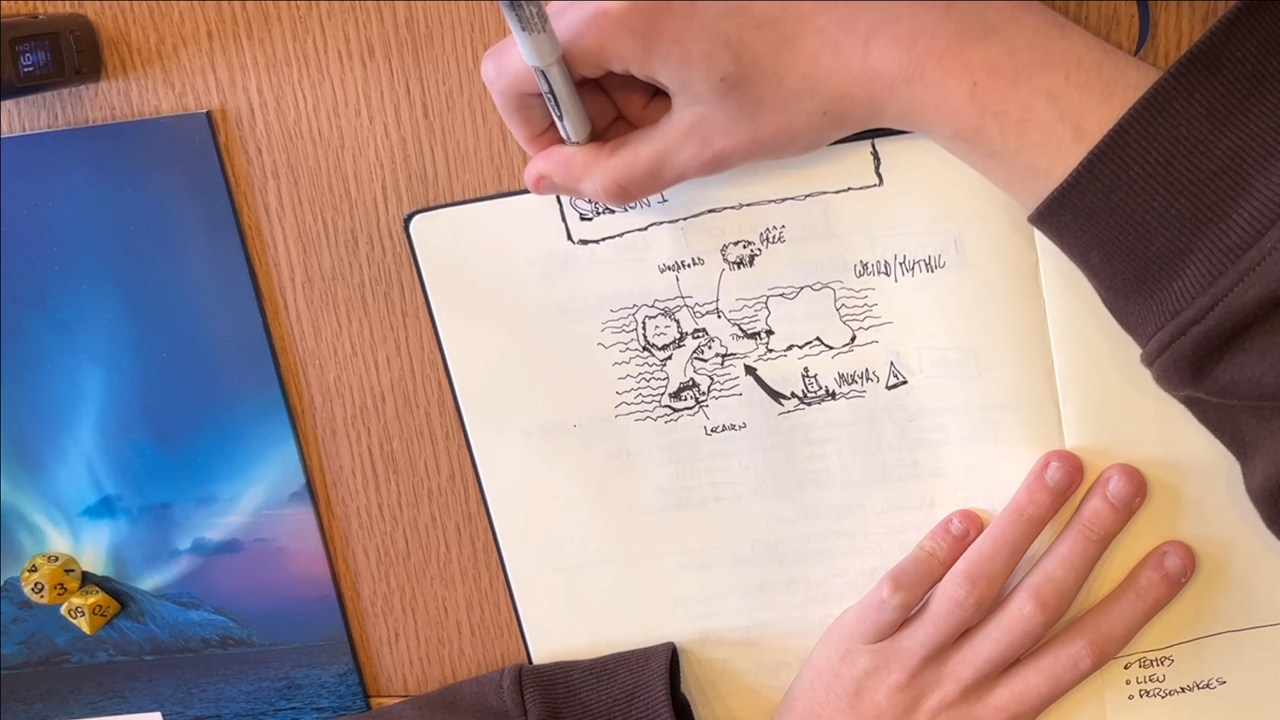 WOODFORD
WEIRD/MYTHIC
VALKYRS
LOCAIRN
o TEMPS
o LIEU
o PERSONNAGES